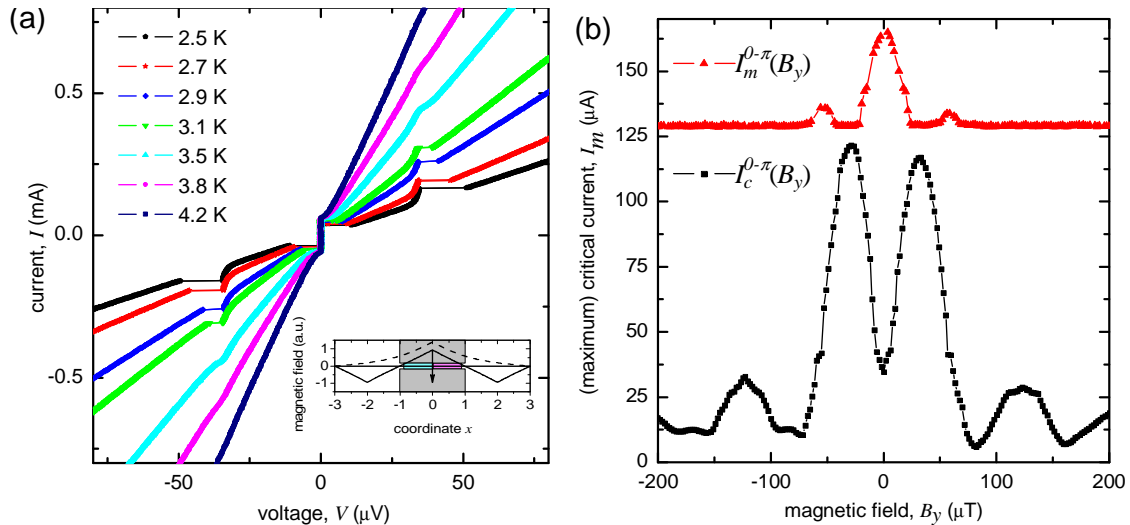 (a)
2.5 K
2.7 K
2.9 K
3.1 K
3.5 K
3.8 K
4.2 K
0.5
0.0
-0.5
current, I (mA)
-50
0
50
voltage, V (μV)
magnetic field (a.u.)
1
0
-1
-3 -2 -1 0 1 2 3
coordinate x
(b)
I_m^{0-π}(B_y)
I_c^{0-π}(B_y)
150
125
100
75
50
25
0
(maximum) critical current, I_m (μA)
-200 -100 0 100 200
magnetic field, B_y (μT)